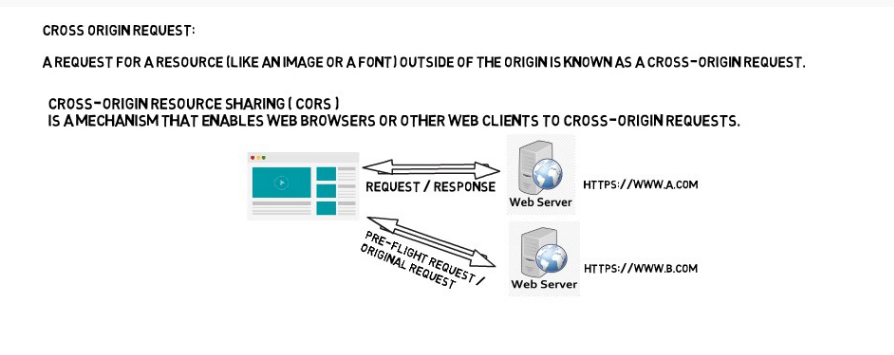 CROSS ORIGIN REQUEST:
A REQUEST FOR A RESOURCE (LIKE AN IMAGE OR A FONT) OUTSIDE OF THE ORIGIN IS KNOWN AS A CROSS-ORIGIN REQUEST.
CROSS-ORIGIN RESOURCE SHARING ( CORS )
IS A MECHANISM THAT ENABLES WEB BROWSERS OR OTHER WEB CLIENTS TO CROSS-ORIGIN REQUESTS.
REQUEST / RESPONSE
Web Server
HTTPS://WWW.A.COM
PRE-FLIGHT REQUEST /
ORIGINAL REQUEST
Web Server
HTTPS://WWW.B.COM